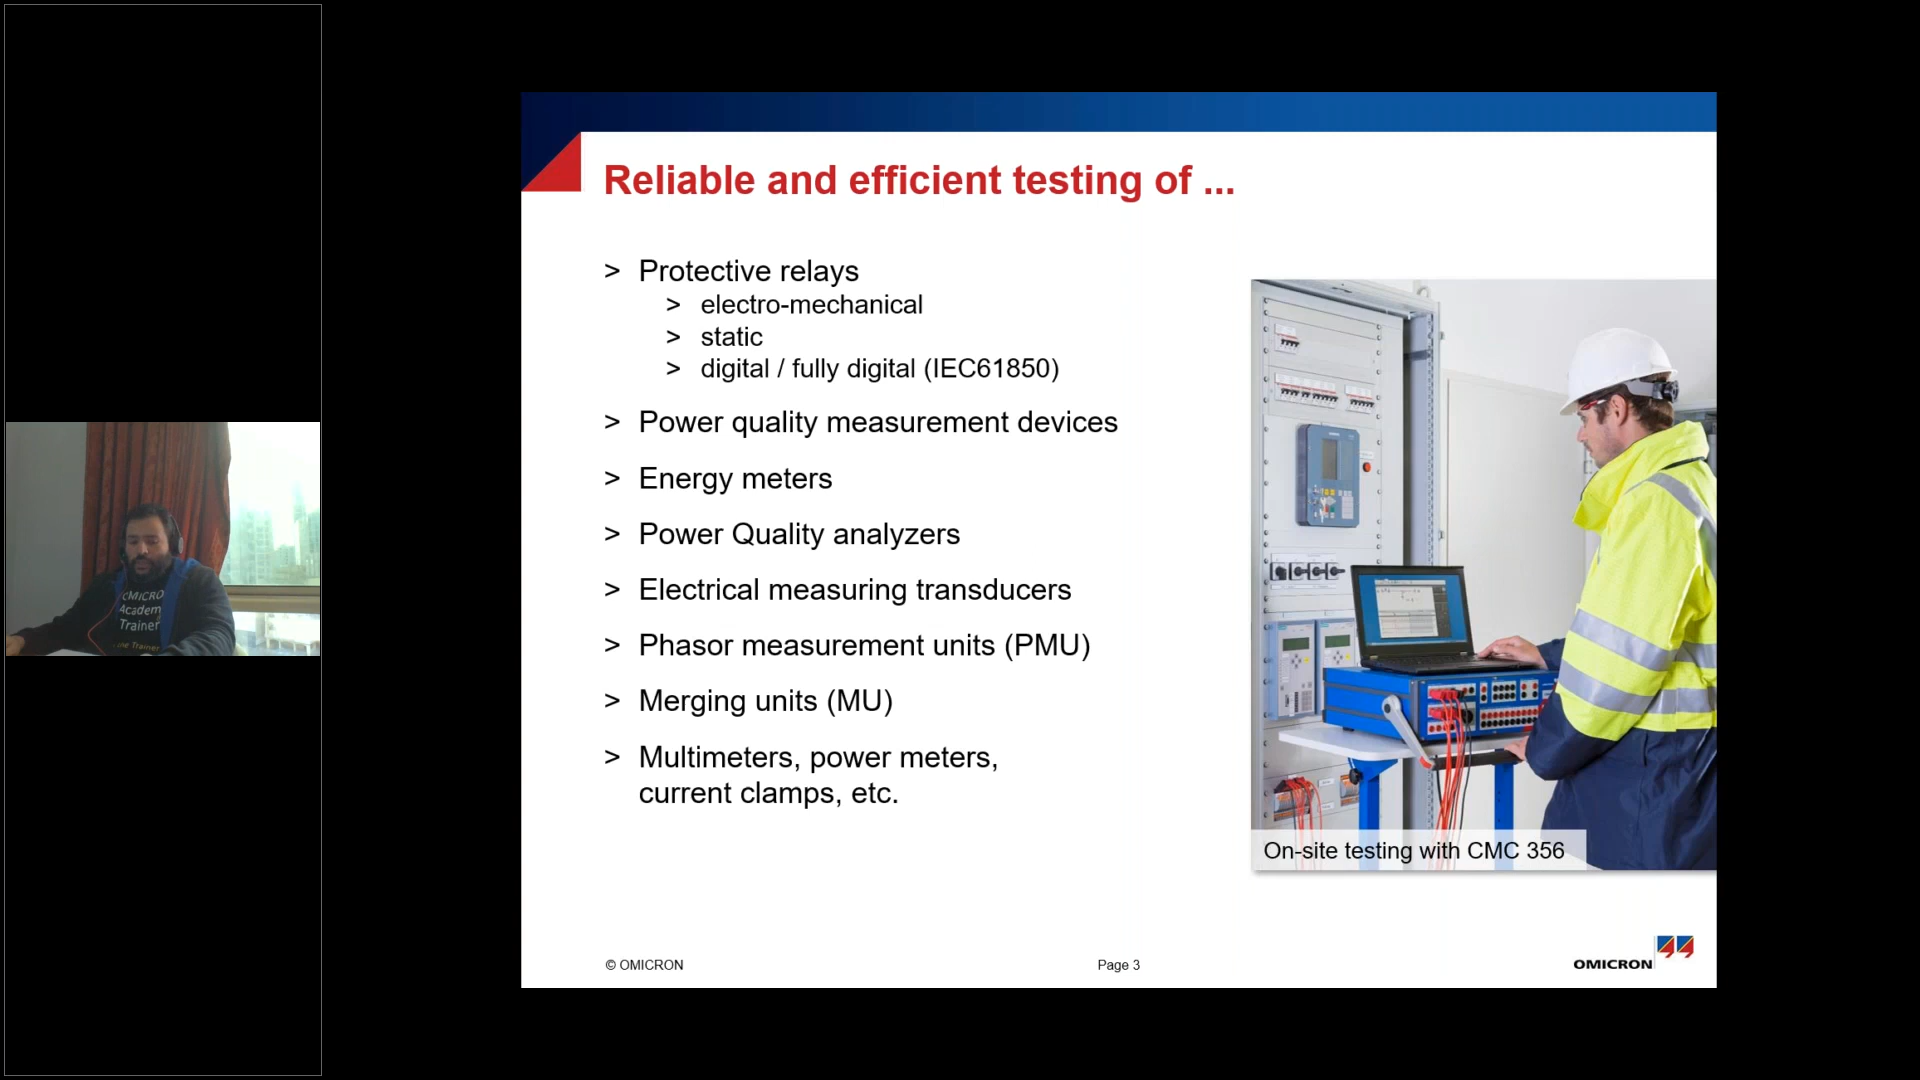 Reliable and efficient testing of ...
> Protective relays
> electro-mechanical
> static
> digital / fully digital (IEC61850)
> Power quality measurement devices
> Energy meters
> Power Quality analyzers
> Electrical measuring transducers
> Phasor measurement units (PMU)
> Merging units (MU)
> Multimeters, power meters,
current clamps, etc.
On-site testing with CMC 356
© OMICRON
Page 3
OMICRON
Academ
Trainer